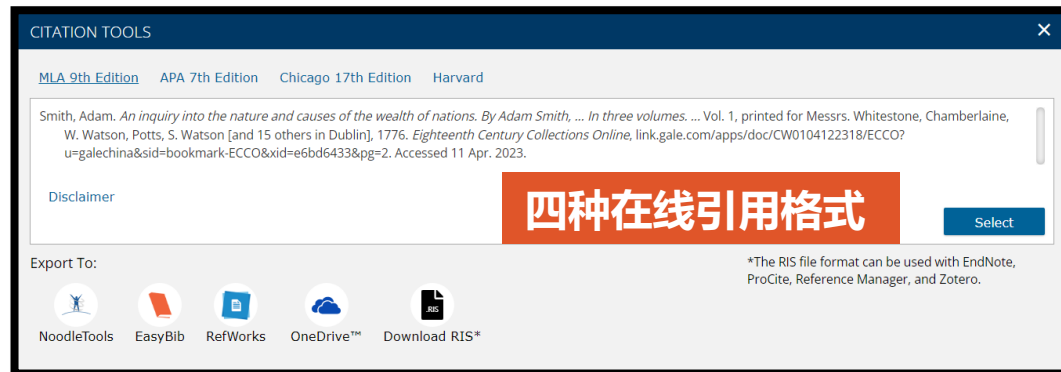 CITATION TOOLS
MLA 9th Edition APA 7th Edition Chicago 17th Edition Harvard
Smith, Adam. An inquiry into the nature and causes of the wealth of nations. By Adam Smith, ... In three volumes. ... Vol. 1, printed for Messrs. Whitestone, Chamberlaine,
W. Watson, Potts, S. Watson [and 15 others in Dublin], 1776. Eighteenth Century Collections Online, link.gale.com/apps/doc/CW0104122318/ECCO?
u=galechina&sid=bookmark-ECCO&xid=e6bd6433&pg=2. Accessed 11 Apr. 2023.
Disclaimer
四种在线引用格式
Select
Export To:
*The RIS file format can be used with EndNote,
ProCite, Reference Manager, and Zotero.
.RIS
NoodleTools EasyBib RefWorks OneDrive™ Download RIS*